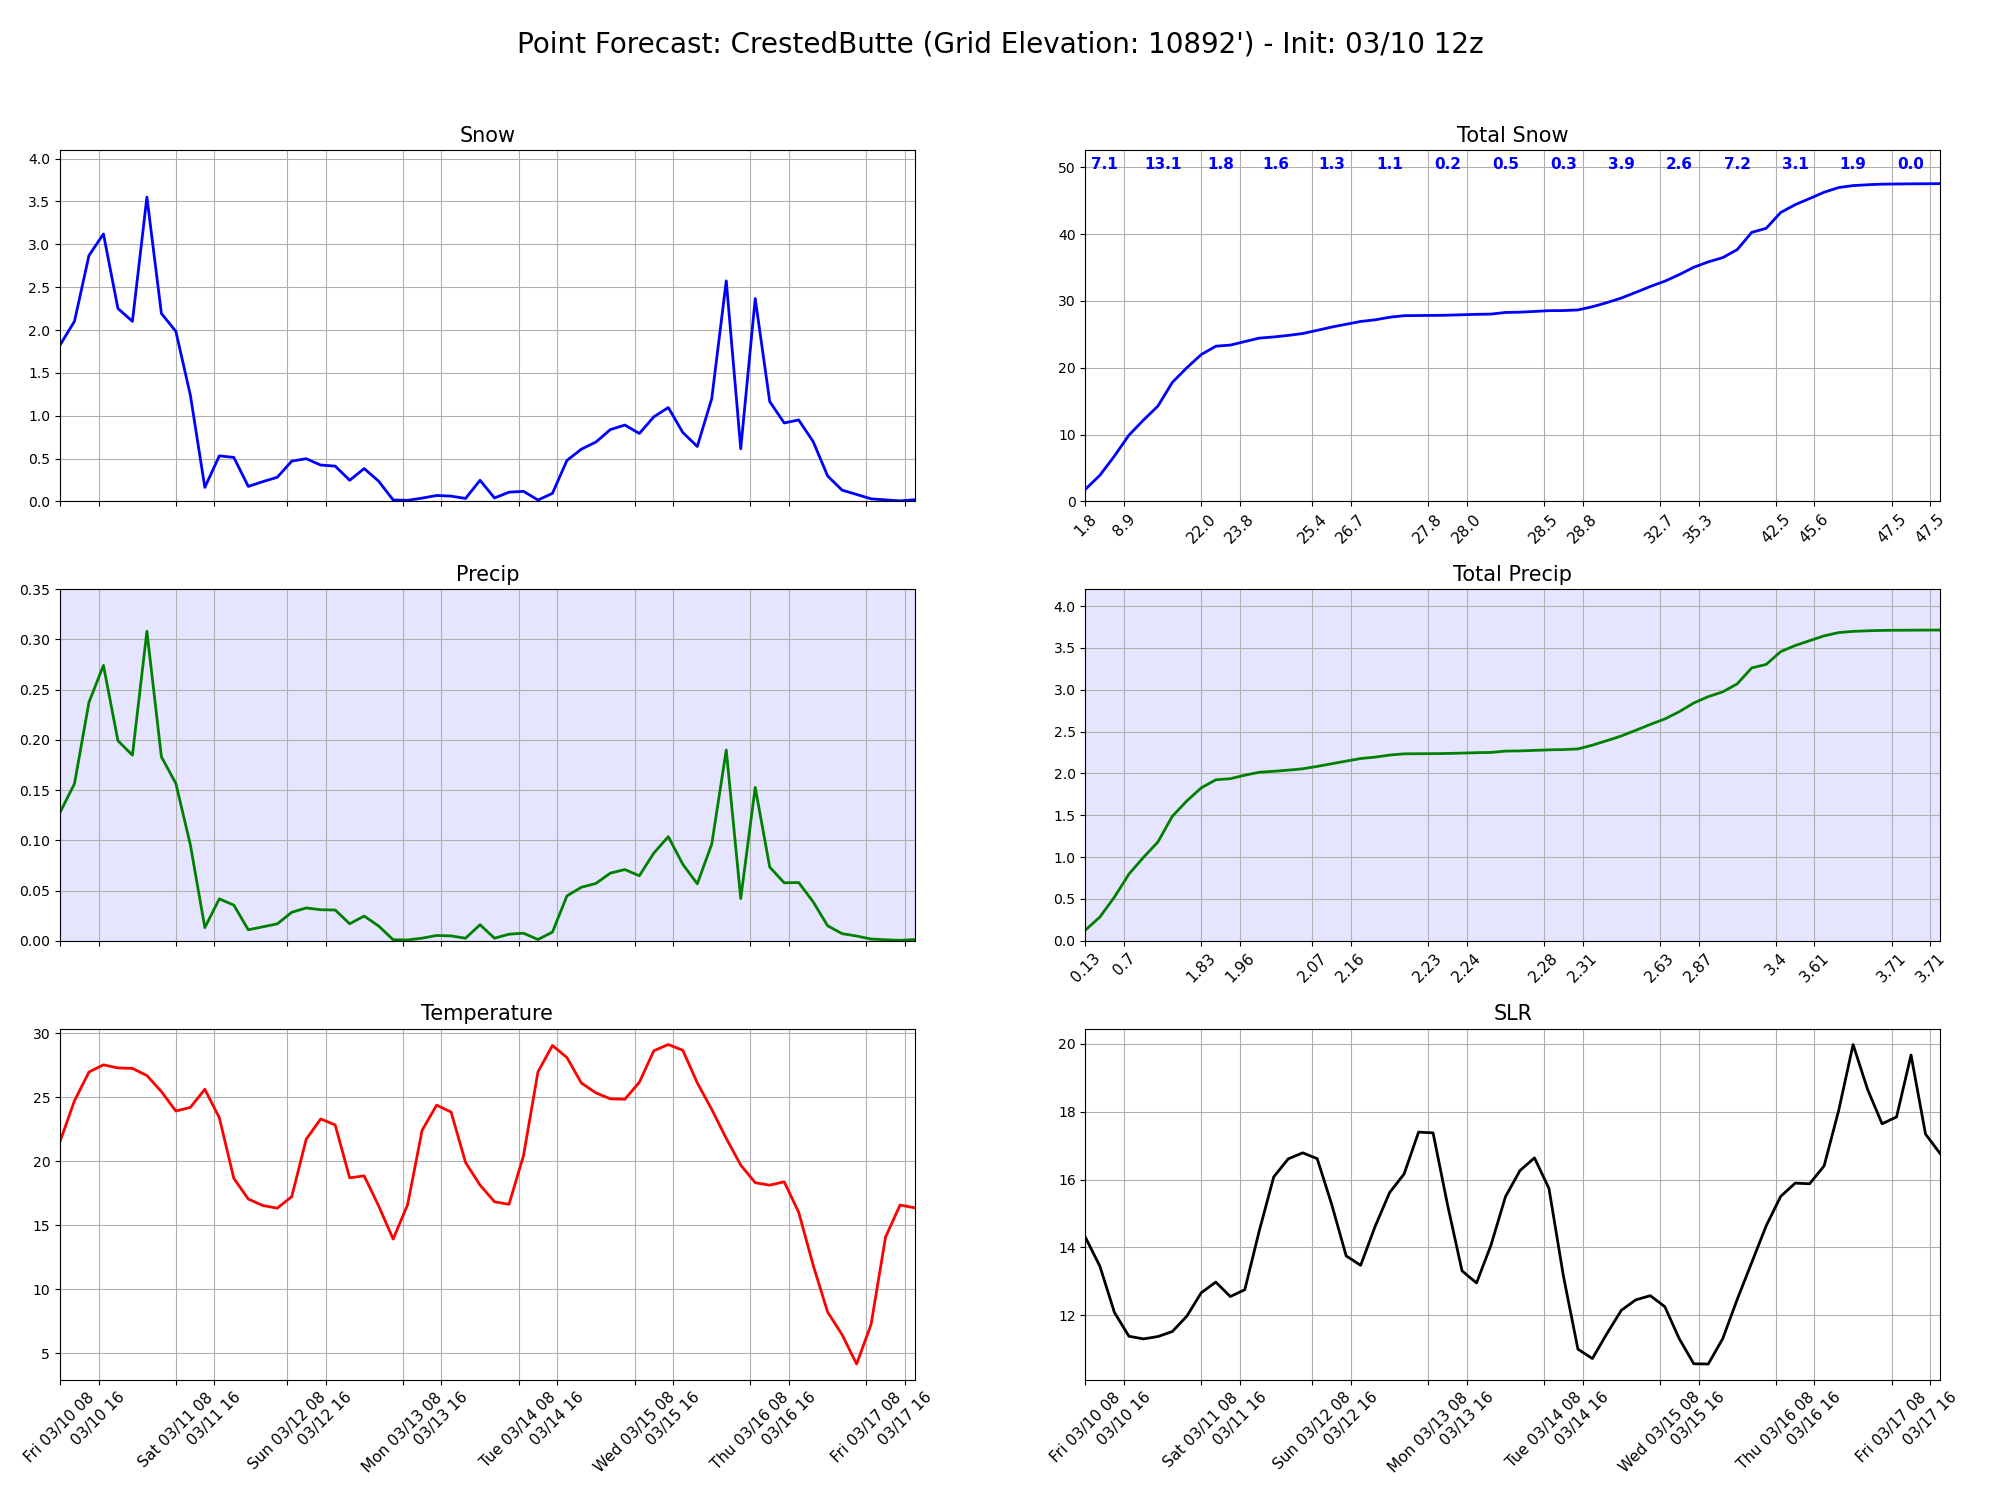 Point Forecast: CrestedButte (Grid Elevation: 10892') - Init: 03/10 12z
Snow
4.0
3.5
3.0
2.5
2.0
1.5
1.0
0.5
0.0
Total Snow
7.1 13.1 1.8 1.6 1.3 1.1 0.2 0.5 0.3 3.9 2.6 7.2 3.1 1.9 0.0
50
40
30
20
10
0
1.8 8.9 22.0 23.8 25.4 26.7 27.8 28.0 28.5 28.8 32.7 35.3 42.5 45.6 47.5 47.5
Precip
0.35
0.30
0.25
0.20
0.15
0.10
0.05
0.00
Total Precip
4.0
3.5
3.0
2.5
2.0
1.5
1.0
0.5
0.0
0.13 0.7 1.83 1.96 2.07 2.16 2.23 2.24 2.28 2.31 2.63 2.87 3.4 3.61 3.71 3.71
Temperature
30
25
20
15
10
5
Fri 03/10 08
03/10 16
Sat 03/11 08
03/11 16
Sun 03/12 08
03/12 16
Mon 03/13 08
03/13 16
Tue 03/14 08
03/14 16
Wed 03/15 08
03/15 16
Thu 03/16 08
03/16 16
Fri 03/17 08
03/17 16
SLR
20
18
16
14
12
Fri 03/10 08
03/10 16
Sat 03/11 08
03/11 16
Sun 03/12 08
03/12 16
Mon 03/13 08
03/13 16
Tue 03/14 08
03/14 16
Wed 03/15 08
03/15 16
Thu 03/16 08
03/16 16
Fri 03/17 08
03/17 16